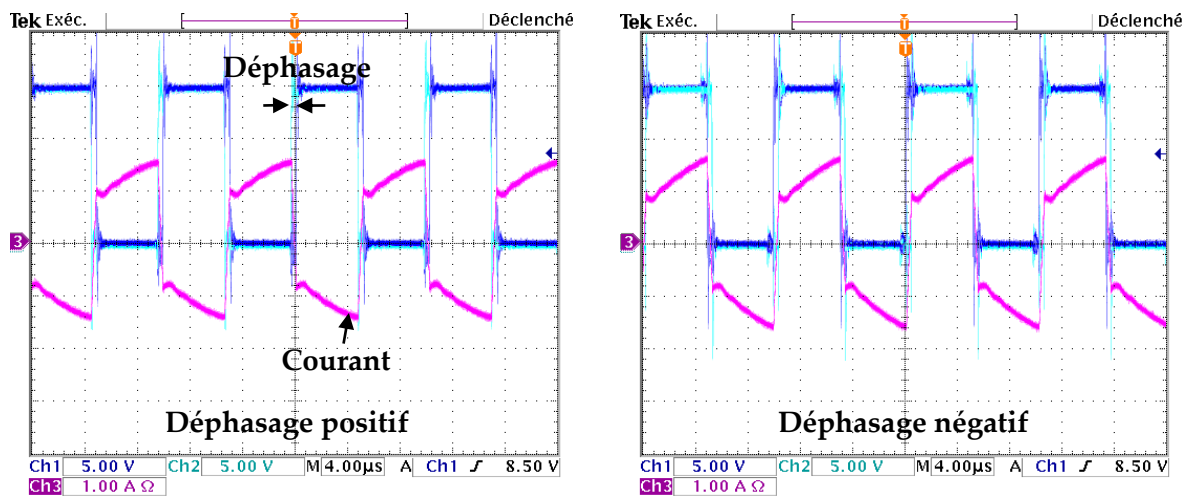 Tek Exéc.
Déclenché
T
T
Déphasage
3
Courant
Déphasage positif
Ch1 5.00 V Ch2 5.00 V M 4.00µs A Ch1 ʃ 8.50 V
Ch3 1.00 A Ω
Tek Exéc.
Déclenché
T
T
3
Déphasage négatif
Ch1 5.00 V Ch2 5.00 V M 4.00µs A Ch1 ʃ 8.50 V
Ch3 1.00 A Ω